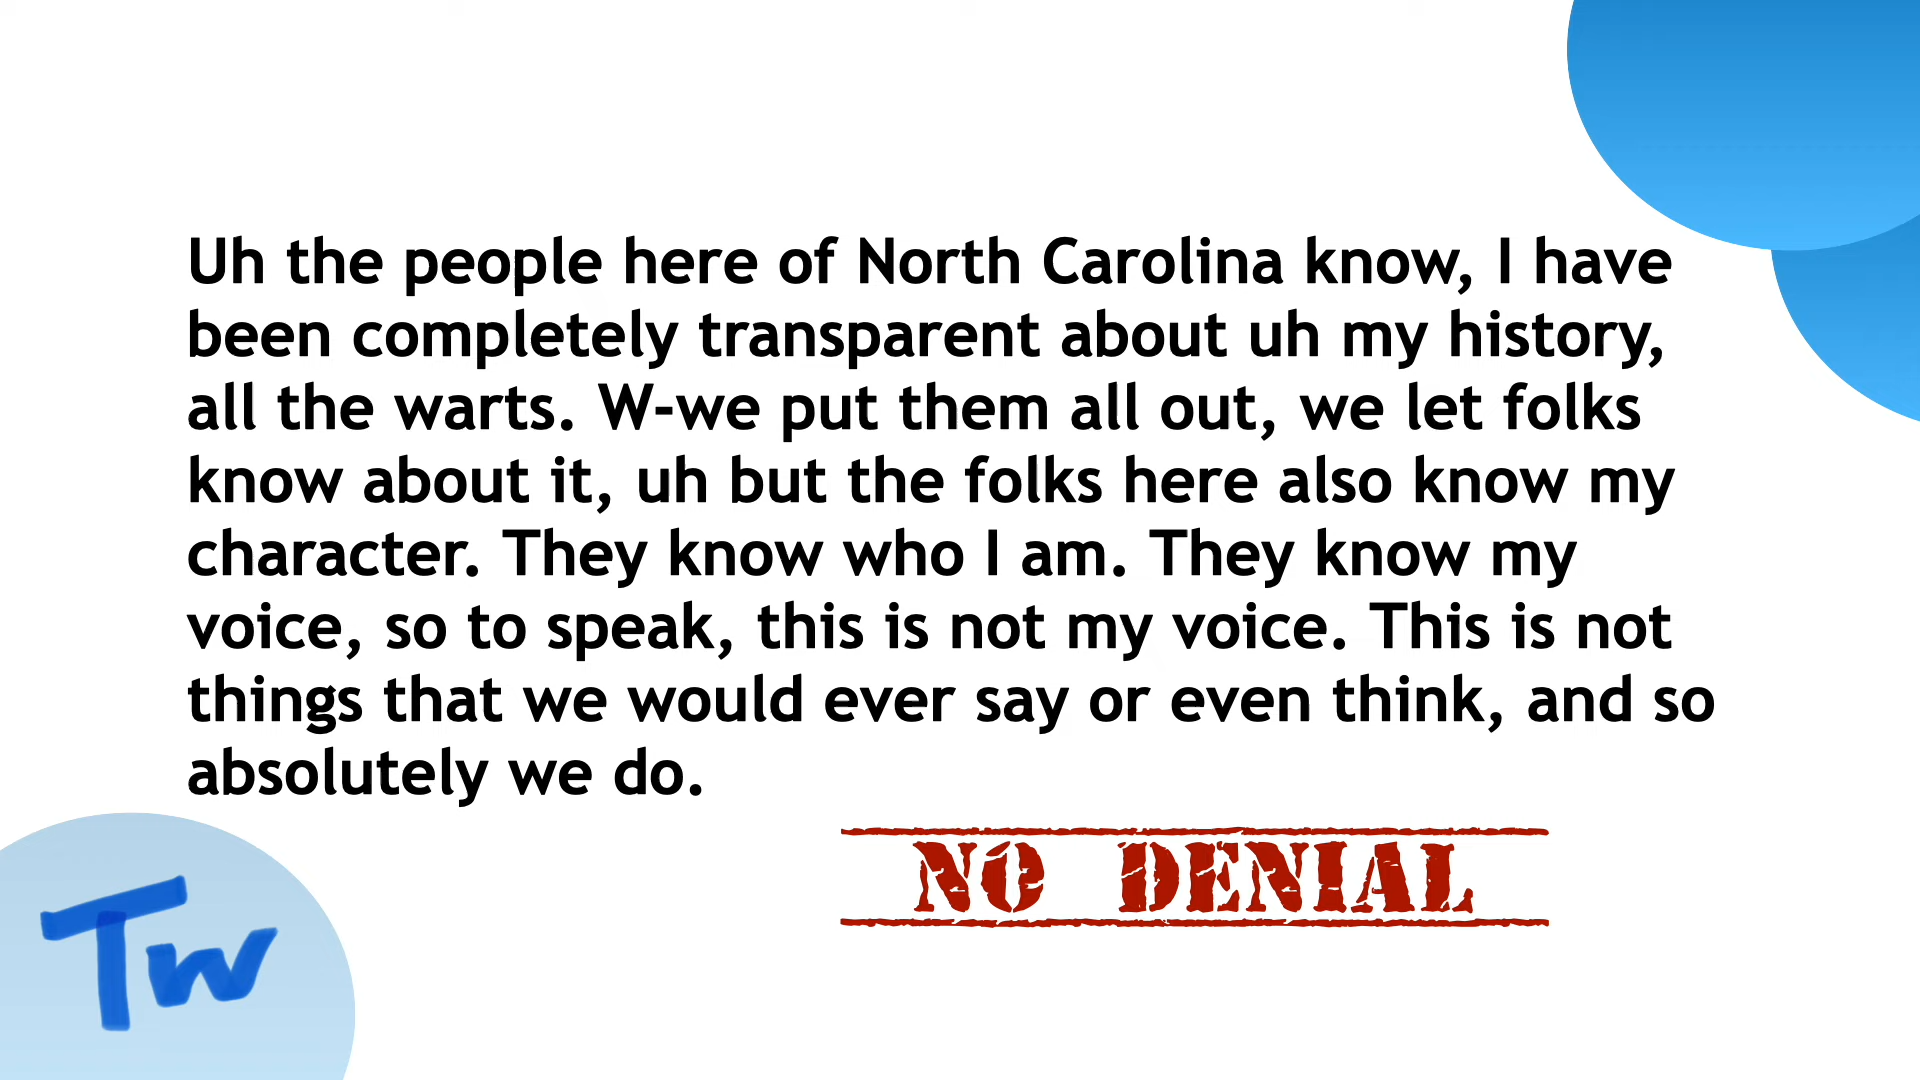 Uh the people here of North Carolina know, I have
been completely transparent about uh my history,
all the warts. W-we put them all out, we let folks
know about it, uh but the folks here also know my
character. They know who I am. They know my
voice, so to speak, this is not my voice. This is not
things that we would ever say or even think, and so
absolutely we do.
NO DENIAL
Tw